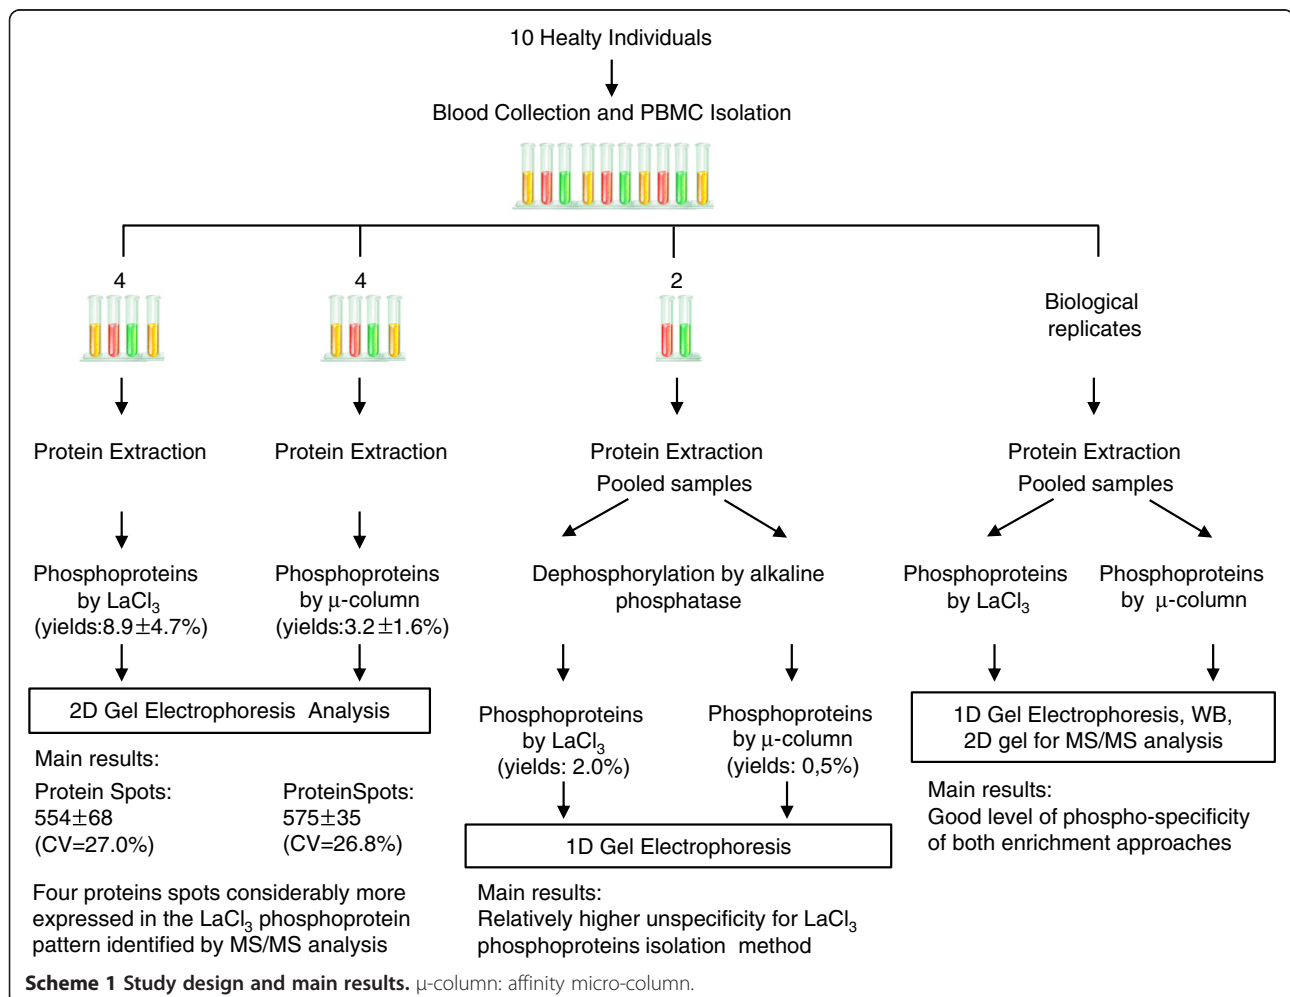 10 Healty Individuals
Blood Collection and PBMC Isolation
4
4
2
Biological
replicates
Protein Extraction
Protein Extraction
Protein Extraction
Pooled samples
Protein Extraction
Pooled samples
Phosphoproteins
by LaCl₃
(yields:8.9±4.7%)
Phosphoproteins
by μ-column
(yields:3.2±1.6%)
Dephosphorylation by alkaline
phosphatase
Phosphoproteins
by LaCl₃
Phosphoproteins
by μ-column
2D Gel Electrophoresis Analysis
Main results:
Protein Spots:
554±68
(CV=27.0%)
ProteinSpots:
575±35
(CV=26.8%)
Four proteins spots considerably more
expressed in the LaCl₃ phosphoprotein
pattern identified by MS/MS analysis
Phosphoproteins
by LaCl₃
(yields: 2.0%)
Phosphoproteins
by μ-column
(yields: 0,5%)
1D Gel Electrophoresis
Main results:
Relatively higher unspecificity for LaCl₃
phosphoproteins isolation method
1D Gel Electrophoresis, WB,
2D gel for MS/MS analysis
Main results:
Good level of phospho-specificity
of both enrichment approaches
Scheme 1 Study design and main results. μ-column: affinity micro-column.